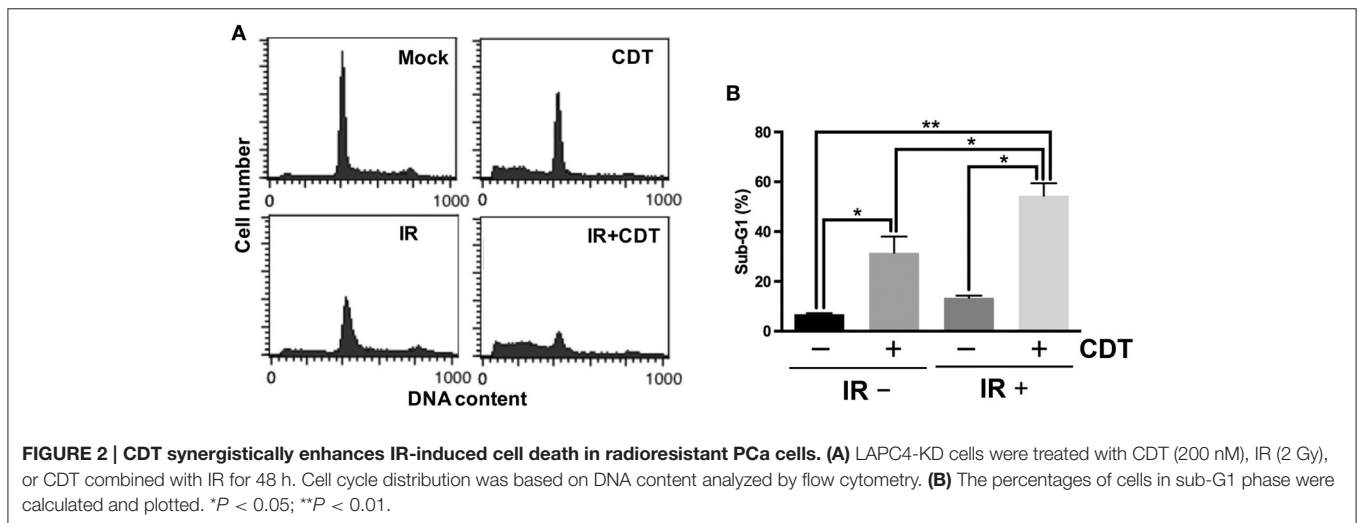 A
Mock
CDT
0
1000
0
1000
Cell number
IR
IR+CDT
0
1000
0
1000
DNA content
B
80
60
40
20
0
Sub-G1 (%)
**
*
*
*
− + − + CDT
IR − IR +
FIGURE 2 | CDT synergistically enhances IR-induced cell death in radioresistant PCa cells. (A) LAPC4-KD cells were treated with CDT (200 nM), IR (2 Gy),
or CDT combined with IR for 48 h. Cell cycle distribution was based on DNA content analyzed by flow cytometry. (B) The percentages of cells in sub-G1 phase were
calculated and plotted. *P < 0.05; **P < 0.01.